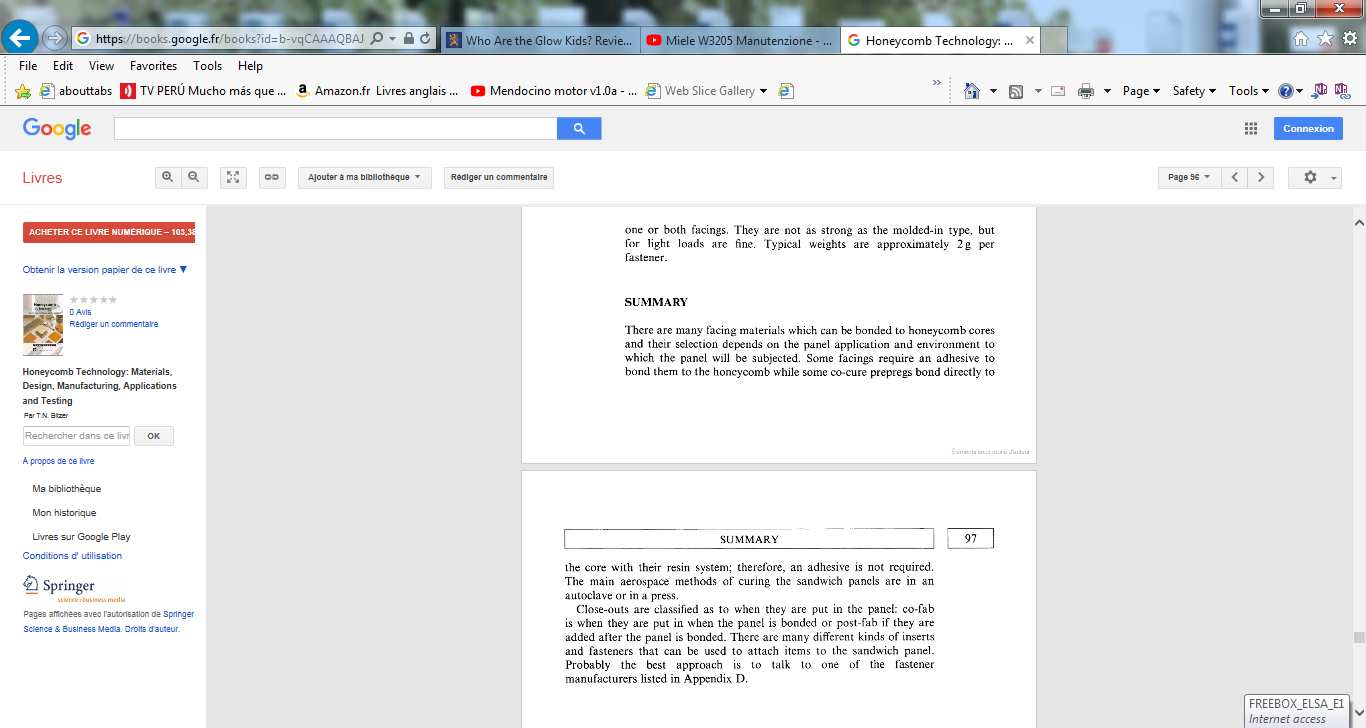 https://books.google.fr/books?id=b-vqCAAAQBAJ
Who Are the Glow Kids? Revie...
Miele W3205 Manutenzione - ...
Honeycomb Technology: ...
File Edit View Favorites Tools Help
abouttabs
TV PERÚ Mucho más que ...
Amazon.fr Livres anglais ...
Mendocino motor v1.0a - ...
Web Slice Gallery
Page
Safety
Tools
Google
Connexion
Livres
Ajouter à ma bibliothèque
Rédiger un commentaire
Page 96
ACHETER CE LIVRE NUMÉRIQUE – 103,38
Obtenir la version papier de ce livre
0 Avis
Rédiger un commentaire
Honeycomb Technology: Materials,
Design, Manufacturing, Applications
and Testing
Par T.N. Bitzer
Rechercher dans ce livr
OK
À propos de ce livre
Ma bibliothèque
Mon historique
Livres sur Google Play
Conditions d' utilisation
Springer
science+business media
Pages affichées avec l'autorisation de Springer
Science & Business Media. Droits d'auteur.
one or both facings. They are not as strong as the molded-in type, but
for light loads are fine. Typical weights are approximately 2 g per
fastener.
SUMMARY
There are many facing materials which can be bonded to honeycomb cores
and their selection depends on the panel application and environment to
which the panel will be subjected. Some facings require an adhesive to
bond them to the honeycomb while some co-cure prepregs bond directly to
Éléments sous droits d'auteur
SUMMARY
97
the core with their resin system; therefore, an adhesive is not required.
The main aerospace methods of curing the sandwich panels are in an
autoclave or in a press.
Close-outs are classified as to when they are put in the panel: co-fab
is when they are put in when the panel is bonded or post-fab if they are
added after the panel is bonded. There are many different kinds of inserts
and fasteners that can be used to attach items to the sandwich panel.
Probably the best approach is to talk to one of the fastener
manufacturers listed in Appendix D.
FREEBOX_ELSA_E1
Internet access